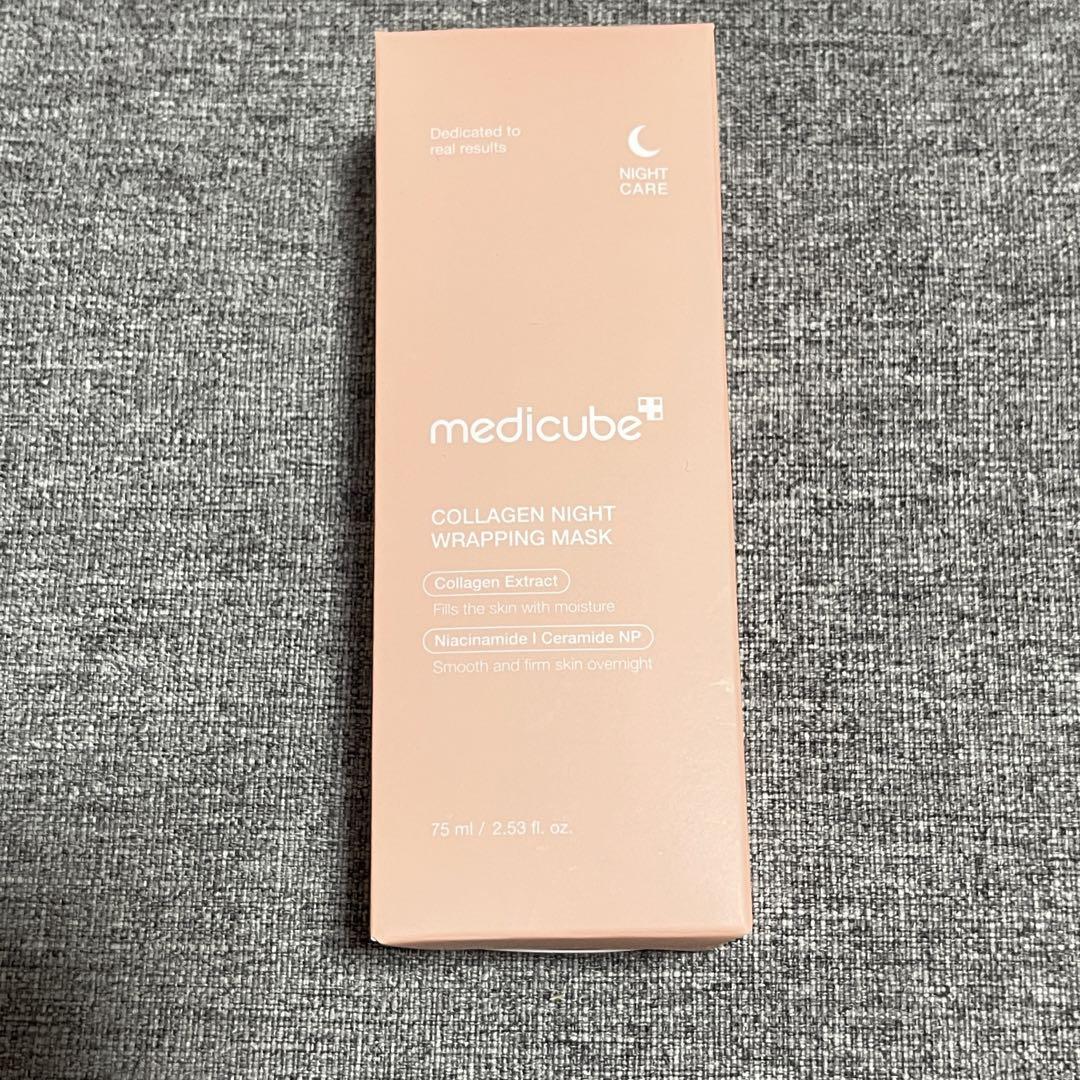 Dedicated to
real results
NIGHT
CARE
medicube
COLLAGEN NIGHT
WRAPPING MASK
Collagen Extract
Fills the skin with moisture
Niacinamide I Ceramide NP
Smooth and firm skin overnight
75 ml / 2.53 fl. oz.